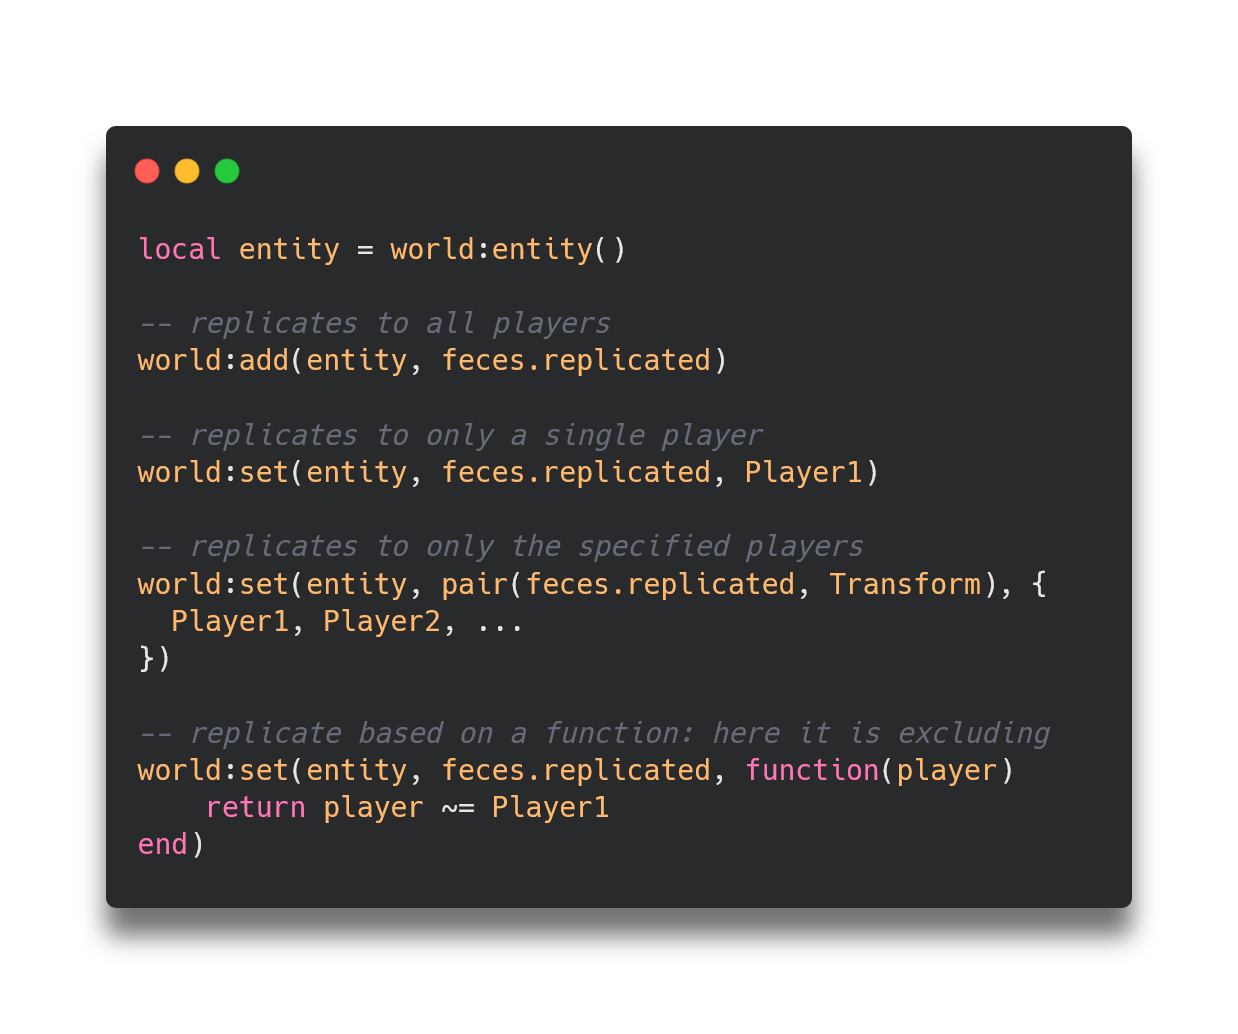 local entity = world:entity()

-- replicates to all players
world:add(entity, feces.replicated)

-- replicates to only a single player
world:set(entity, feces.replicated, Player1)

-- replicates to only the specified players
world:set(entity, pair(feces.replicated, Transform), {
  Player1, Player2, ...
})

-- replicate based on a function: here it is excluding
world:set(entity, feces.replicated, function(player)
    return player ~= Player1
end)